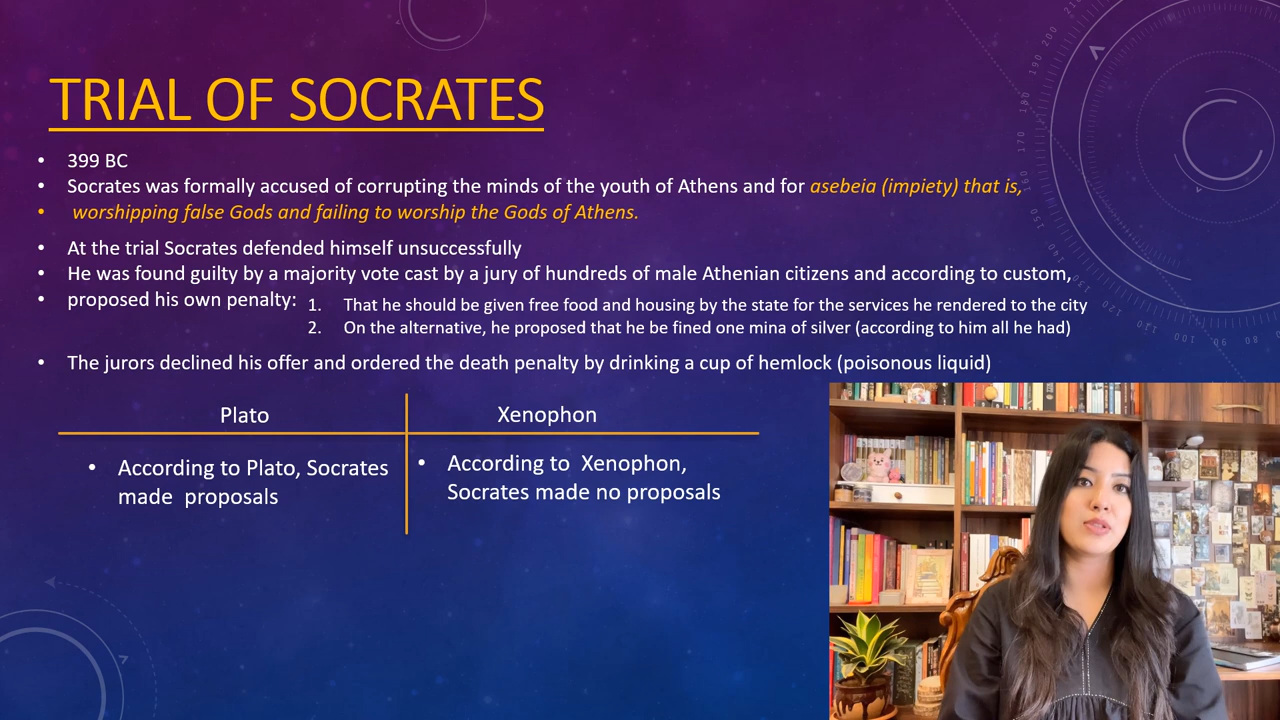 TRIAL OF SOCRATES
• 399 BC
• Socrates was formally accused of corrupting the minds of the youth of Athens and for asebeia (impiety) that is,
• worshipping false Gods and failing to worship the Gods of Athens.
• At the trial Socrates defended himself unsuccessfully
• He was found guilty by a majority vote cast by a jury of hundreds of male Athenian citizens and according to custom,
• proposed his own penalty:
1. That he should be given free food and housing by the state for the services he rendered to the city
2. On the alternative, he proposed that he be fined one mina of silver (according to him all he had)
• The jurors declined his offer and ordered the death penalty by drinking a cup of hemlock (poisonous liquid)
Plato
Xenophon
• According to Plato, Socrates
made proposals
• According to Xenophon,
Socrates made no proposals